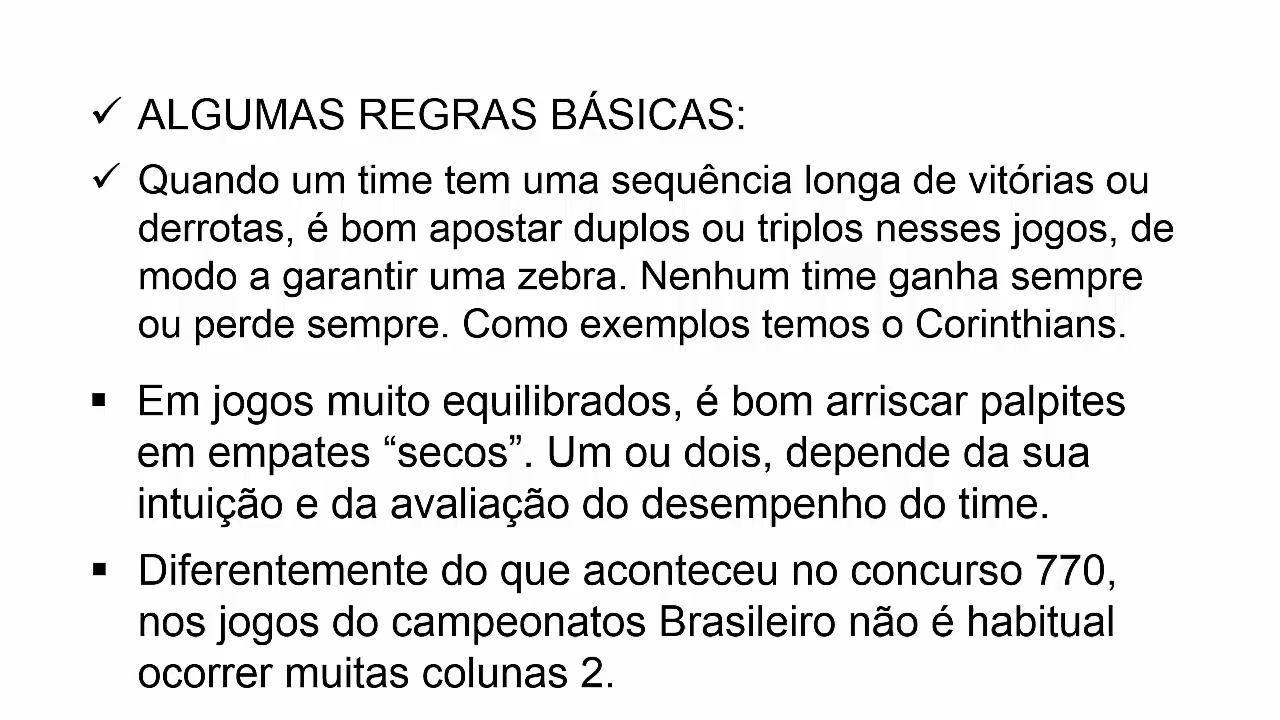 ✓ ALGUMAS REGRAS BÁSICAS:
✓ Quando um time tem uma sequência longa de vitórias ou
derrotas, é bom apostar duplos ou triplos nesses jogos, de
modo a garantir uma zebra. Nenhum time ganha sempre
ou perde sempre. Como exemplos temos o Corinthians.
▪ Em jogos muito equilibrados, é bom arriscar palpites
em empates “secos”. Um ou dois, depende da sua
intuição e da avaliação do desempenho do time.
▪ Diferentemente do que aconteceu no concurso 770,
nos jogos do campeonatos Brasileiro não é habitual
ocorrer muitas colunas 2.